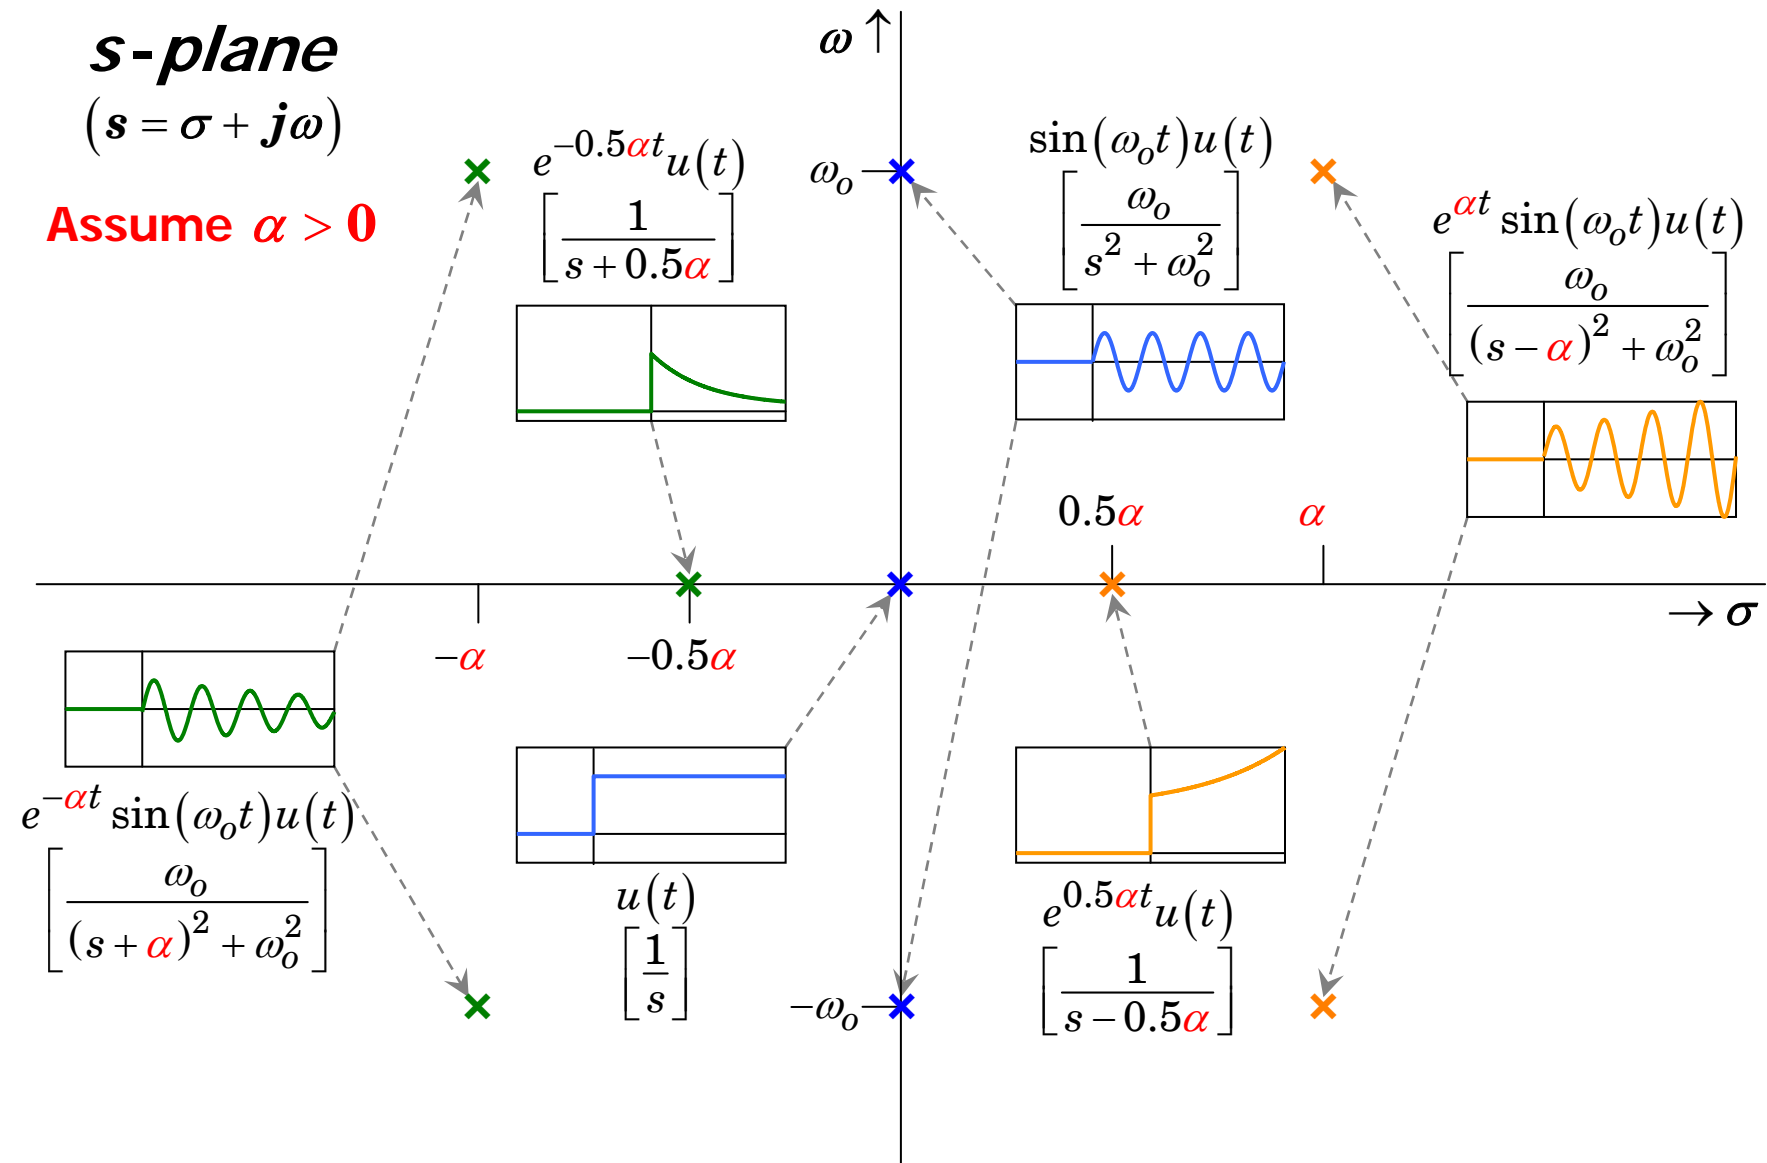 s-plane
(s = σ + jω)
Assume α > 0
ω ↑
e^{-0.5αt}u(t)
[1/(s + 0.5α)]
ω_o
sin(ω_o t)u(t)
[ω_o/(s^2 + ω_o^2)]
e^{αt} sin(ω_o t)u(t)
[ω_o/((s − α)^2 + ω_o^2)]
0.5α
α
→ σ
−α
−0.5α
e^{-αt} sin(ω_o t)u(t)
[ω_o/((s + α)^2 + ω_o^2)]
u(t)
[1/s]
−ω_o
e^{0.5αt}u(t)
[1/(s − 0.5α)]